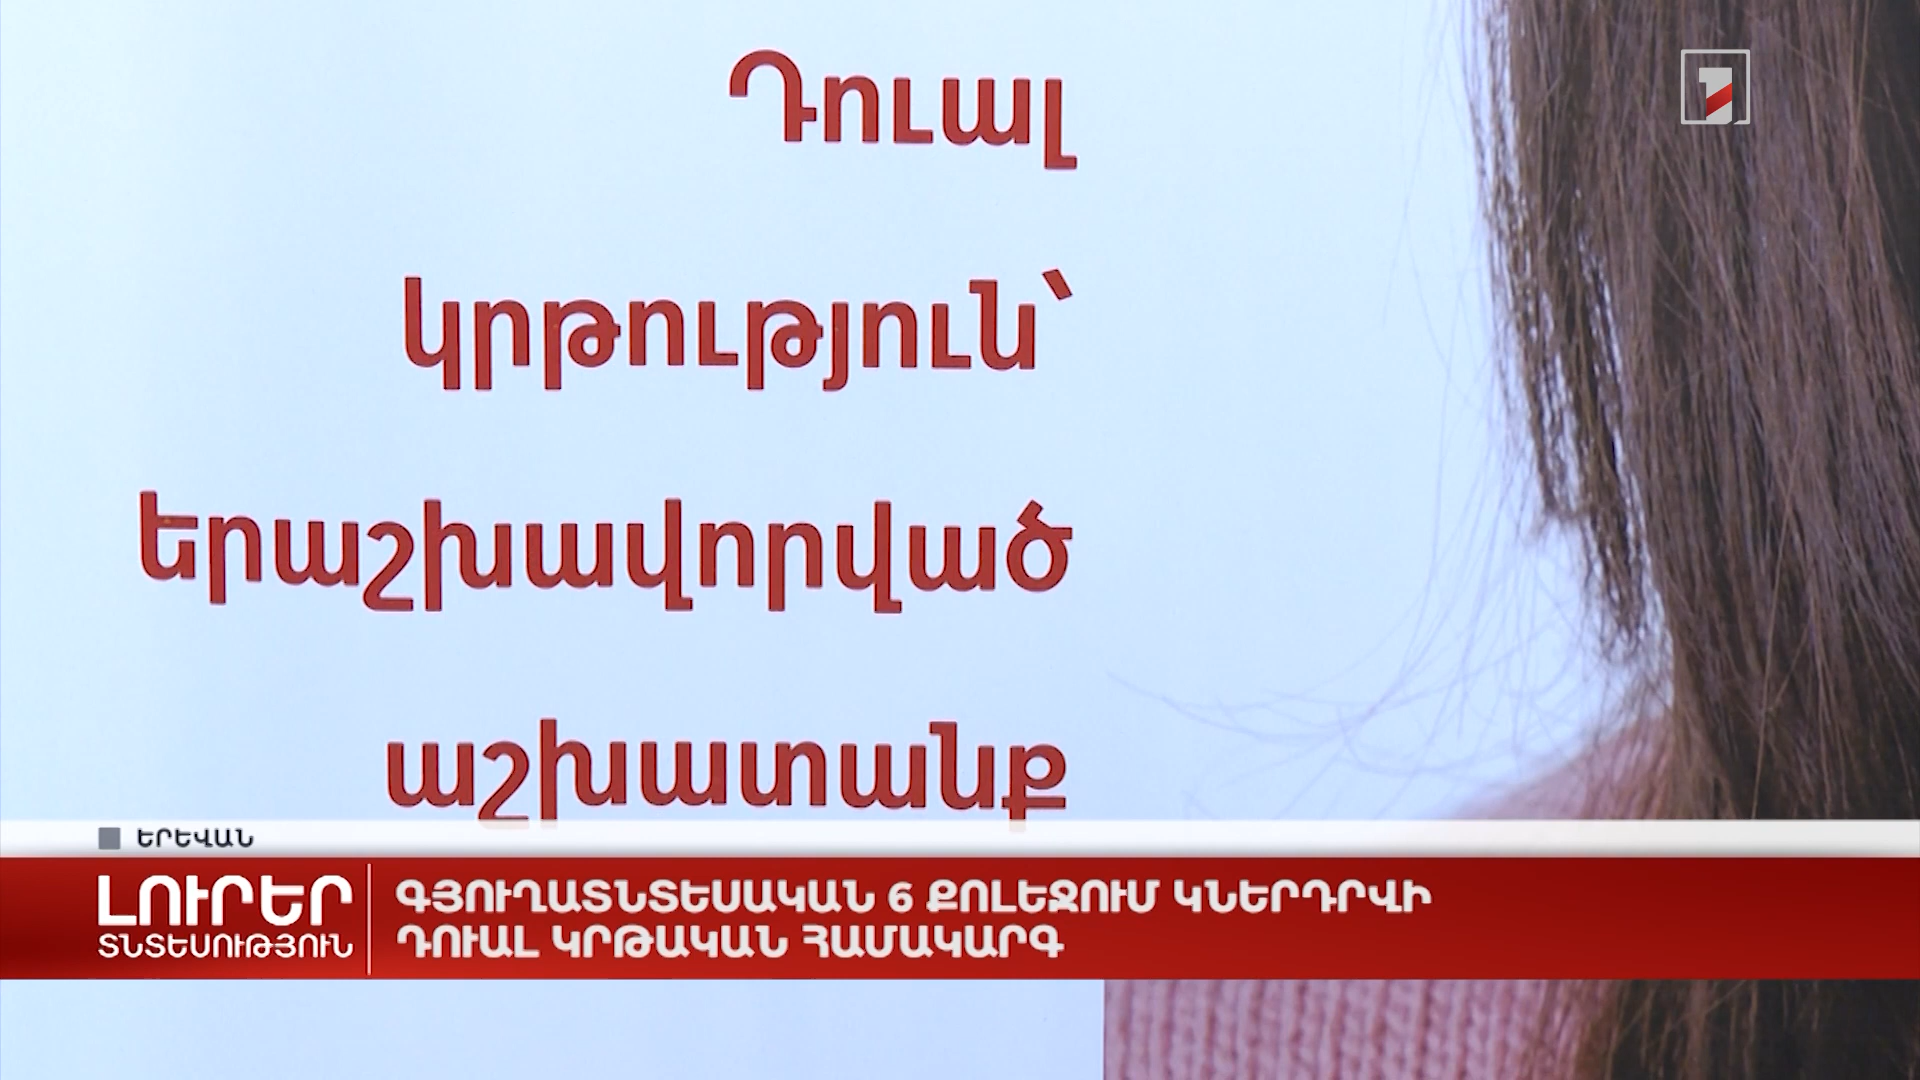 Դուալ
կրթություն՝
երաշխավորված
աշխատանք
ԵՐԵՎԱՆ
ԼՈՒՐԵՐ
ՏՆՏԵՍՈՒԹՅՈՒՆ
ԳՅՈՒՂԱՏՆՏԵՍԱԿԱՆ 6 ՔՈԼԵՋՈՒՄ ԿՆԵՐԴՐՎԻ
ԴՈՒԱԼ ԿՐԹԱԿԱՆ ՀԱՄԱԿԱՐԳ